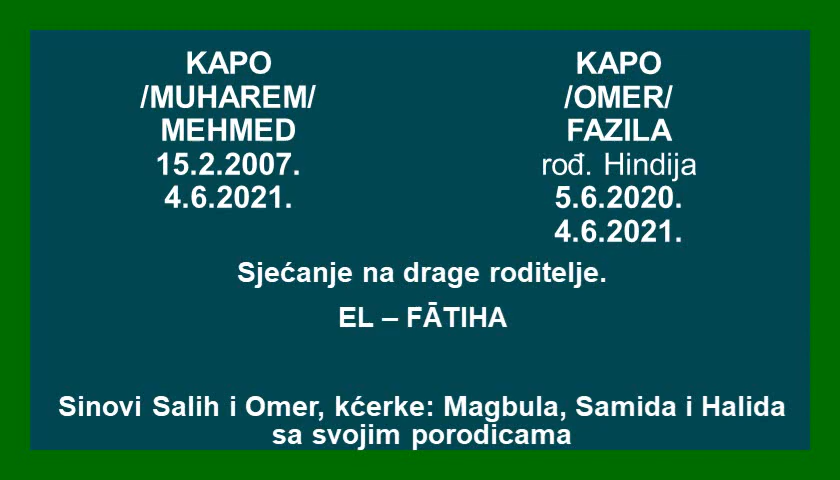 KAPO
/MUHAREM/
MEHMED
15.2.2007.
4.6.2021.
KAPO
/OMER/
FAZILA
rođ. Hindija
5.6.2020.
4.6.2021.
Sjećanje na drage roditelje.
EL – FĀTIHA
Sinovi Salih i Omer, kćerke: Magbula, Samida i Halida
sa svojim porodicama